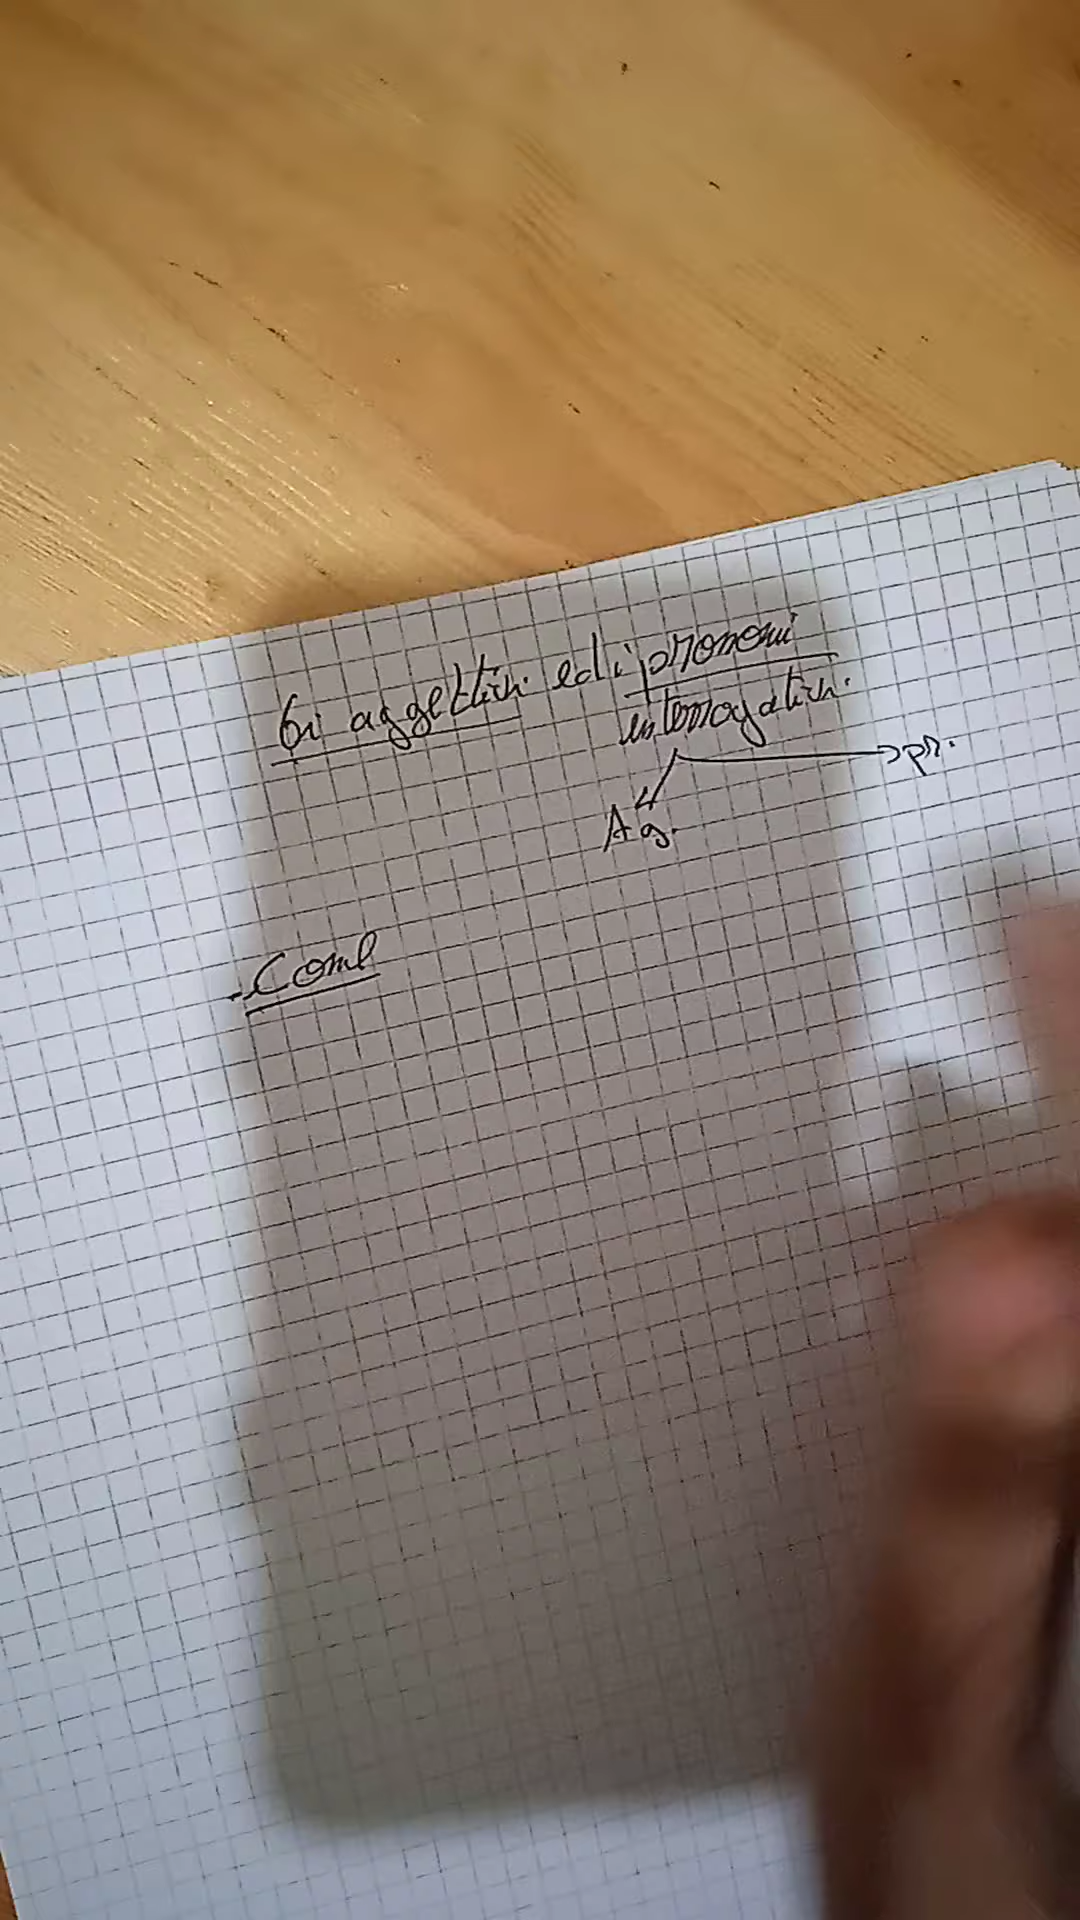 Gli aggettivi ed i pronomi
interrogativi.
pr.
Ag.
- Come